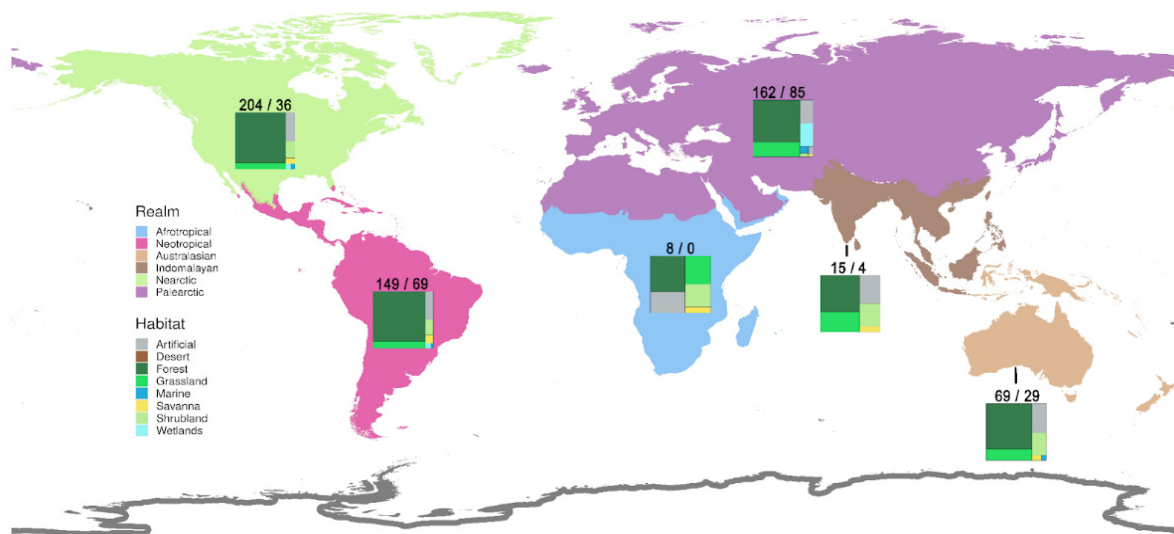 204 / 36
162 / 85
Realm
Afrotropical
Neotropical
Australasian
Indomalayan
Nearctic
Palearctic
8 / 0
15 / 4
149 / 69
Habitat
Artificial
Desert
Forest
Grassland
Marine
Savanna
Shrubland
Wetlands
69 / 29